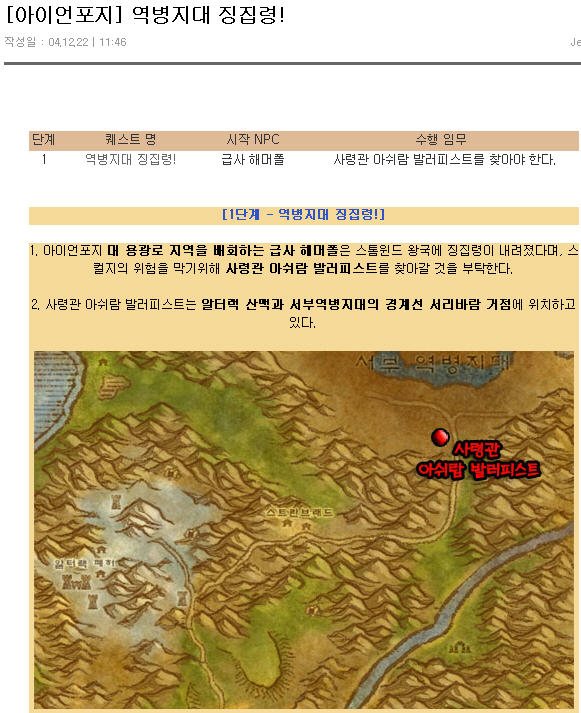 [아이언포지] 역병지대 징집령!
작성일 : 04.12.22 | 11:46
Je
단계 퀘스트 명 시작 NPC 수행 임무
1 역병지대 징집령! 급사 해머폴 사령관 아쉬람 발러피스트를 찾아야 한다.
[1단계 - 역병지대 징집령!]
1. 아이언포지 대 용광로 지역을 배회하는 급사 해머폴은 스톰윈드 왕국에 징집령이 내려졌다며, 스
컬지의 위험을 막기위해 사령관 아쉬람 발러피스트를 찾아갈 것을 부탁한다.
2. 사령관 아쉬람 발러피스트는 알터랙 산맥과 서부역병지대의 경계선 서리바람 거점에 위치하고
있다.
서부 역병지대
사령관
아쉬람 발러피스트
스트란브래드
알터랙 폐허